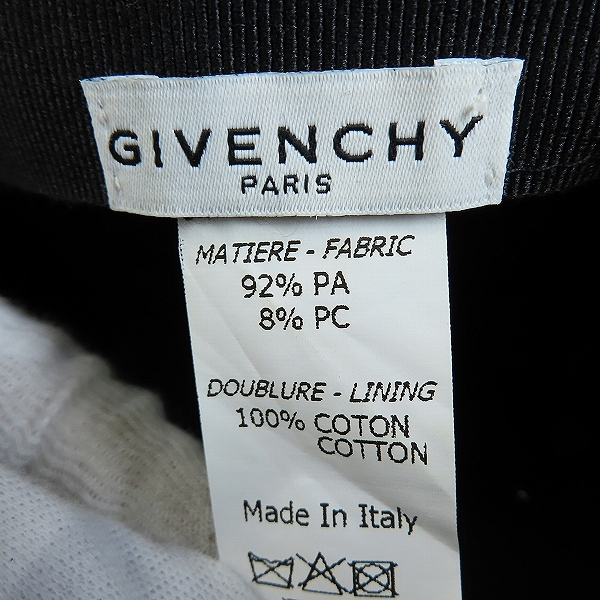 GIVENCHY
PARIS
MATIERE - FABRIC
92% PA
8% PC
DOUBLURE - LINING
100% COTON
COTTON
Made In Italy